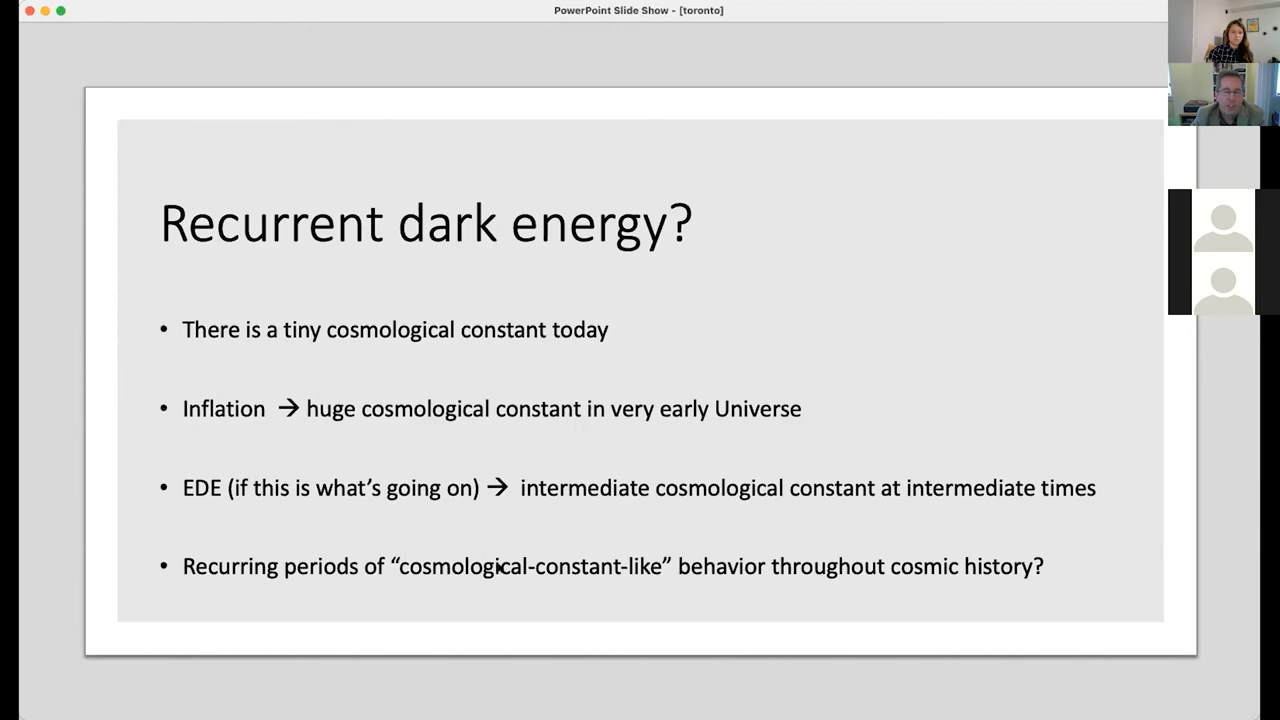 PowerPoint Slide Show - [toronto]
Recurrent dark energy?
• There is a tiny cosmological constant today
• Inflation → huge cosmological constant in very early Universe
• EDE (if this is what’s going on) → intermediate cosmological constant at intermediate times
• Recurring periods of “cosmological-constant-like” behavior throughout cosmic history?